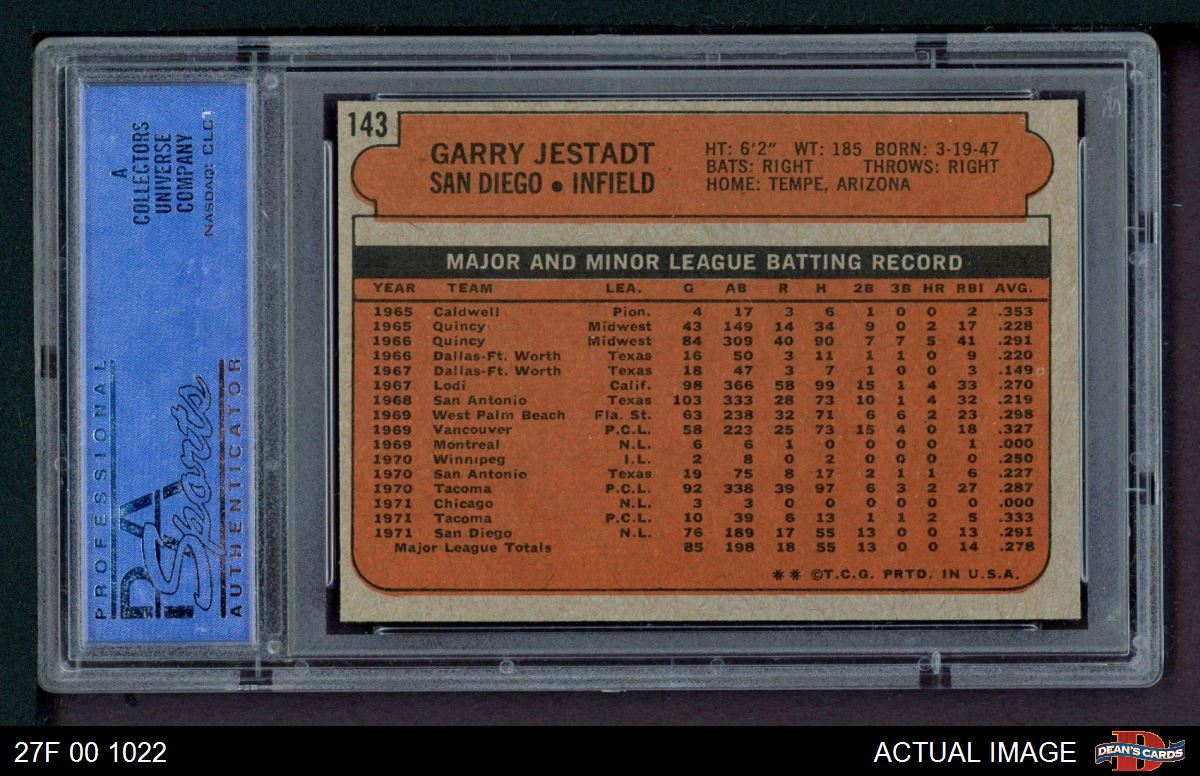 A
COLLECTORS
UNIVERSE
COMPANY
NASDAQ: CLCT
PROFESSIONAL
PSA
Sports
AUTHENTICATOR
143
GARRY JESTADT
SAN DIEGO • INFIELD
HT: 6'2" WT: 185 BORN: 3-19-47
BATS: RIGHT THROWS: RIGHT
HOME: TEMPE, ARIZONA
MAJOR AND MINOR LEAGUE BATTING RECORD
YEAR TEAM LEA. G AB R H 2B 3B HR RBI AVG.
1965 Caldwell Pion. 4 17 3 6 1 0 0 2 .353
1965 Quincy Midwest 43 149 14 34 9 0 2 17 .228
1966 Quincy Midwest 84 309 40 90 7 7 5 41 .291
1966 Dallas-Ft. Worth Texas 16 50 3 11 1 1 0 9 .220
1967 Dallas-Ft. Worth Texas 18 47 3 7 1 0 0 3 .149
1967 Lodi Calif. 98 366 58 99 15 1 4 33 .270
1968 San Antonio Texas 103 333 28 73 10 1 4 32 .219
1969 West Palm Beach Fla. St. 63 238 32 71 6 6 2 23 .298
1969 Vancouver P.C.L. 58 223 25 73 15 4 0 18 .327
1969 Montreal N.L. 6 6 1 0 0 0 0 1 .000
1970 Winnipeg I.L. 2 8 0 2 0 0 0 0 .250
1970 San Antonio Texas 19 75 8 17 2 1 1 6 .227
1970 Tacoma P.C.L. 92 338 39 97 6 3 2 27 .287
1971 Chicago N.L. 3 3 0 0 0 0 0 0 .000
1971 Tacoma P.C.L. 10 39 6 13 1 1 2 5 .333
1971 San Diego N.L. 76 189 17 55 13 0 0 13 .291
Major League Totals 85 198 18 55 13 0 0 14 .278
** ©T.C.G. PRTD. IN U.S.A.
27F 00 1022
ACTUAL IMAGE
DEAN'S CARDS